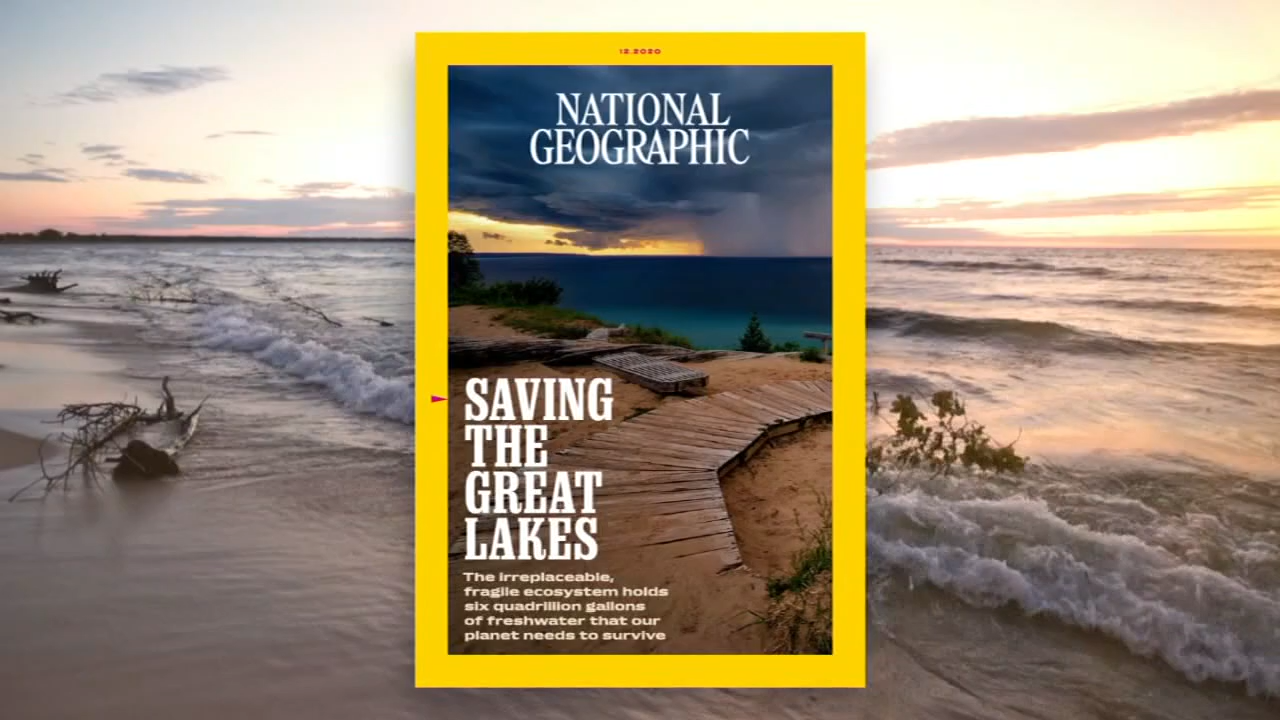 12.2020
NATIONAL
GEOGRAPHIC
SAVING
THE
GREAT
LAKES
The irreplaceable,
fragile ecosystem holds
six quadrillion gallons
of freshwater that our
planet needs to survive